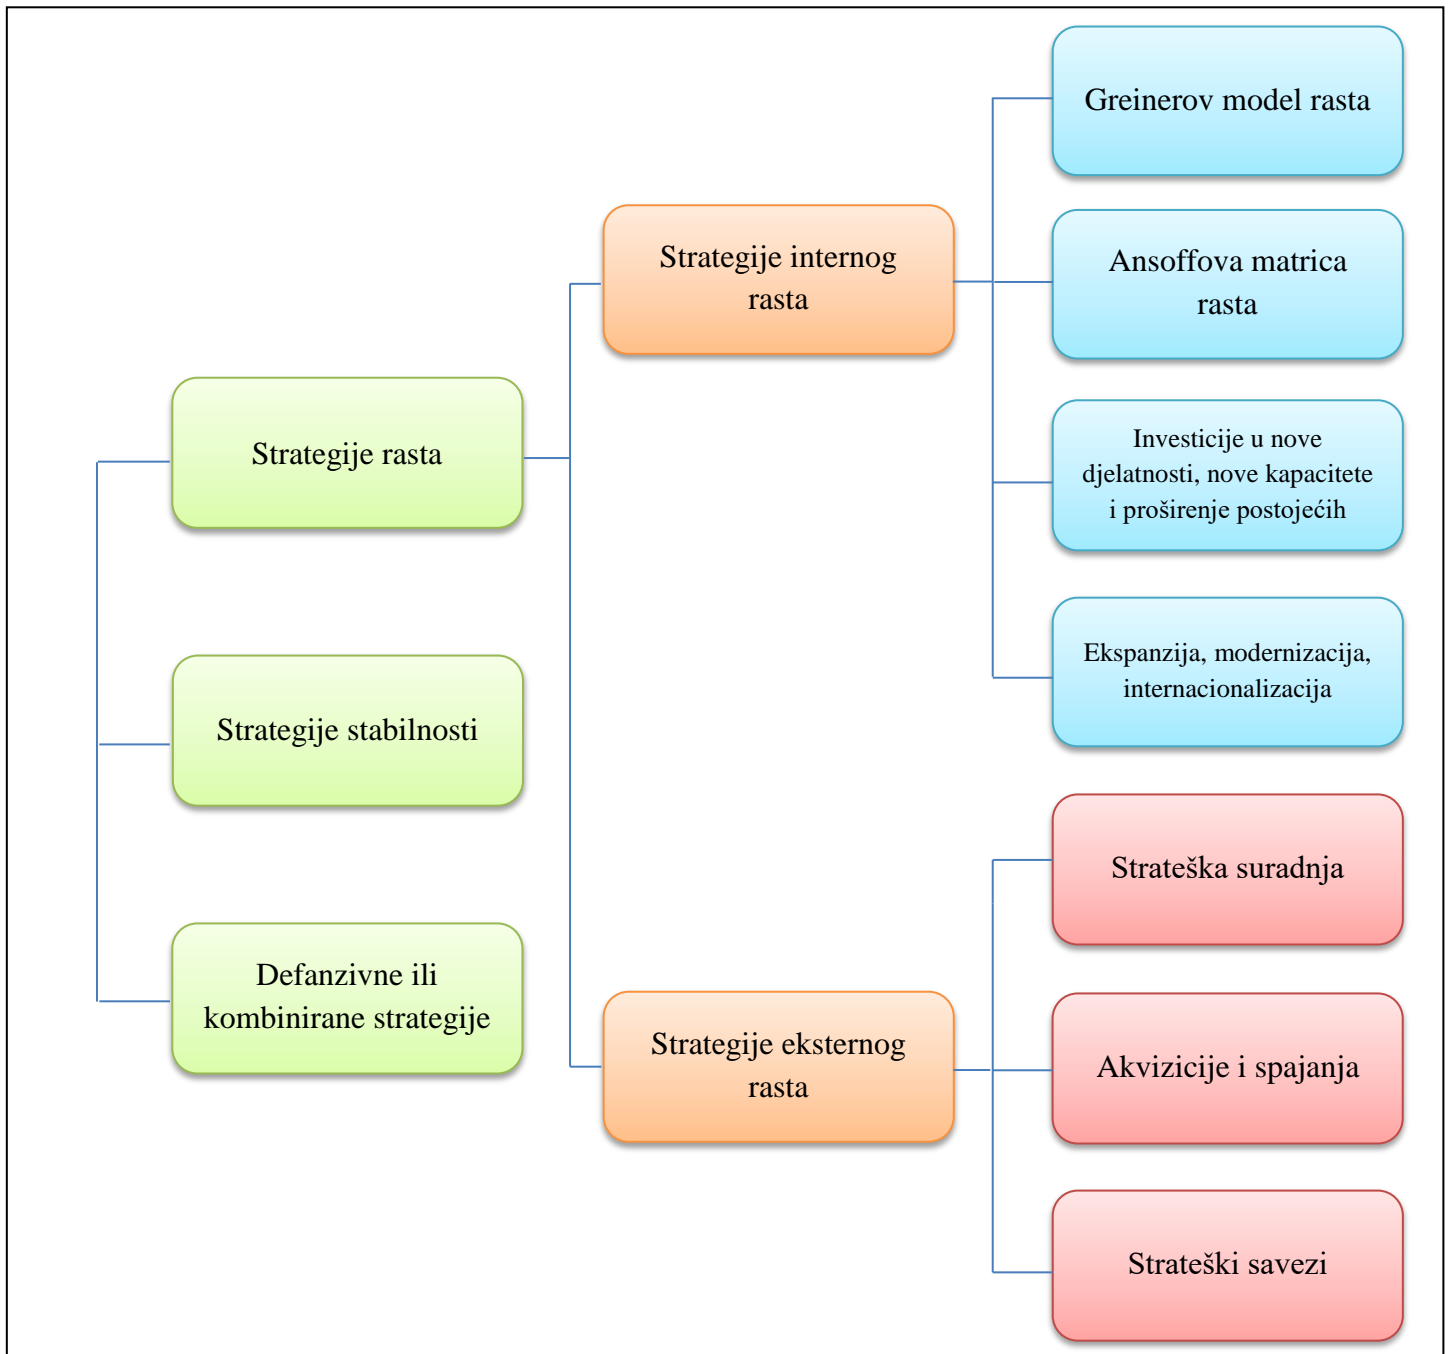 Strategije rasta
Strategije stabilnosti
Defanzivne ili
kombinirane strategije
Strategije internog
rasta
Strategije eksternog
rasta
Greinerov model rasta
Ansoffova matrica
rasta
Investicije u nove
djelatnosti, nove kapacitete
i proširenje postojećih
Ekspanzija, modernizacija,
internacionalizacija
Strateška suradnja
Akvizicije i spajanja
Strateški savezi